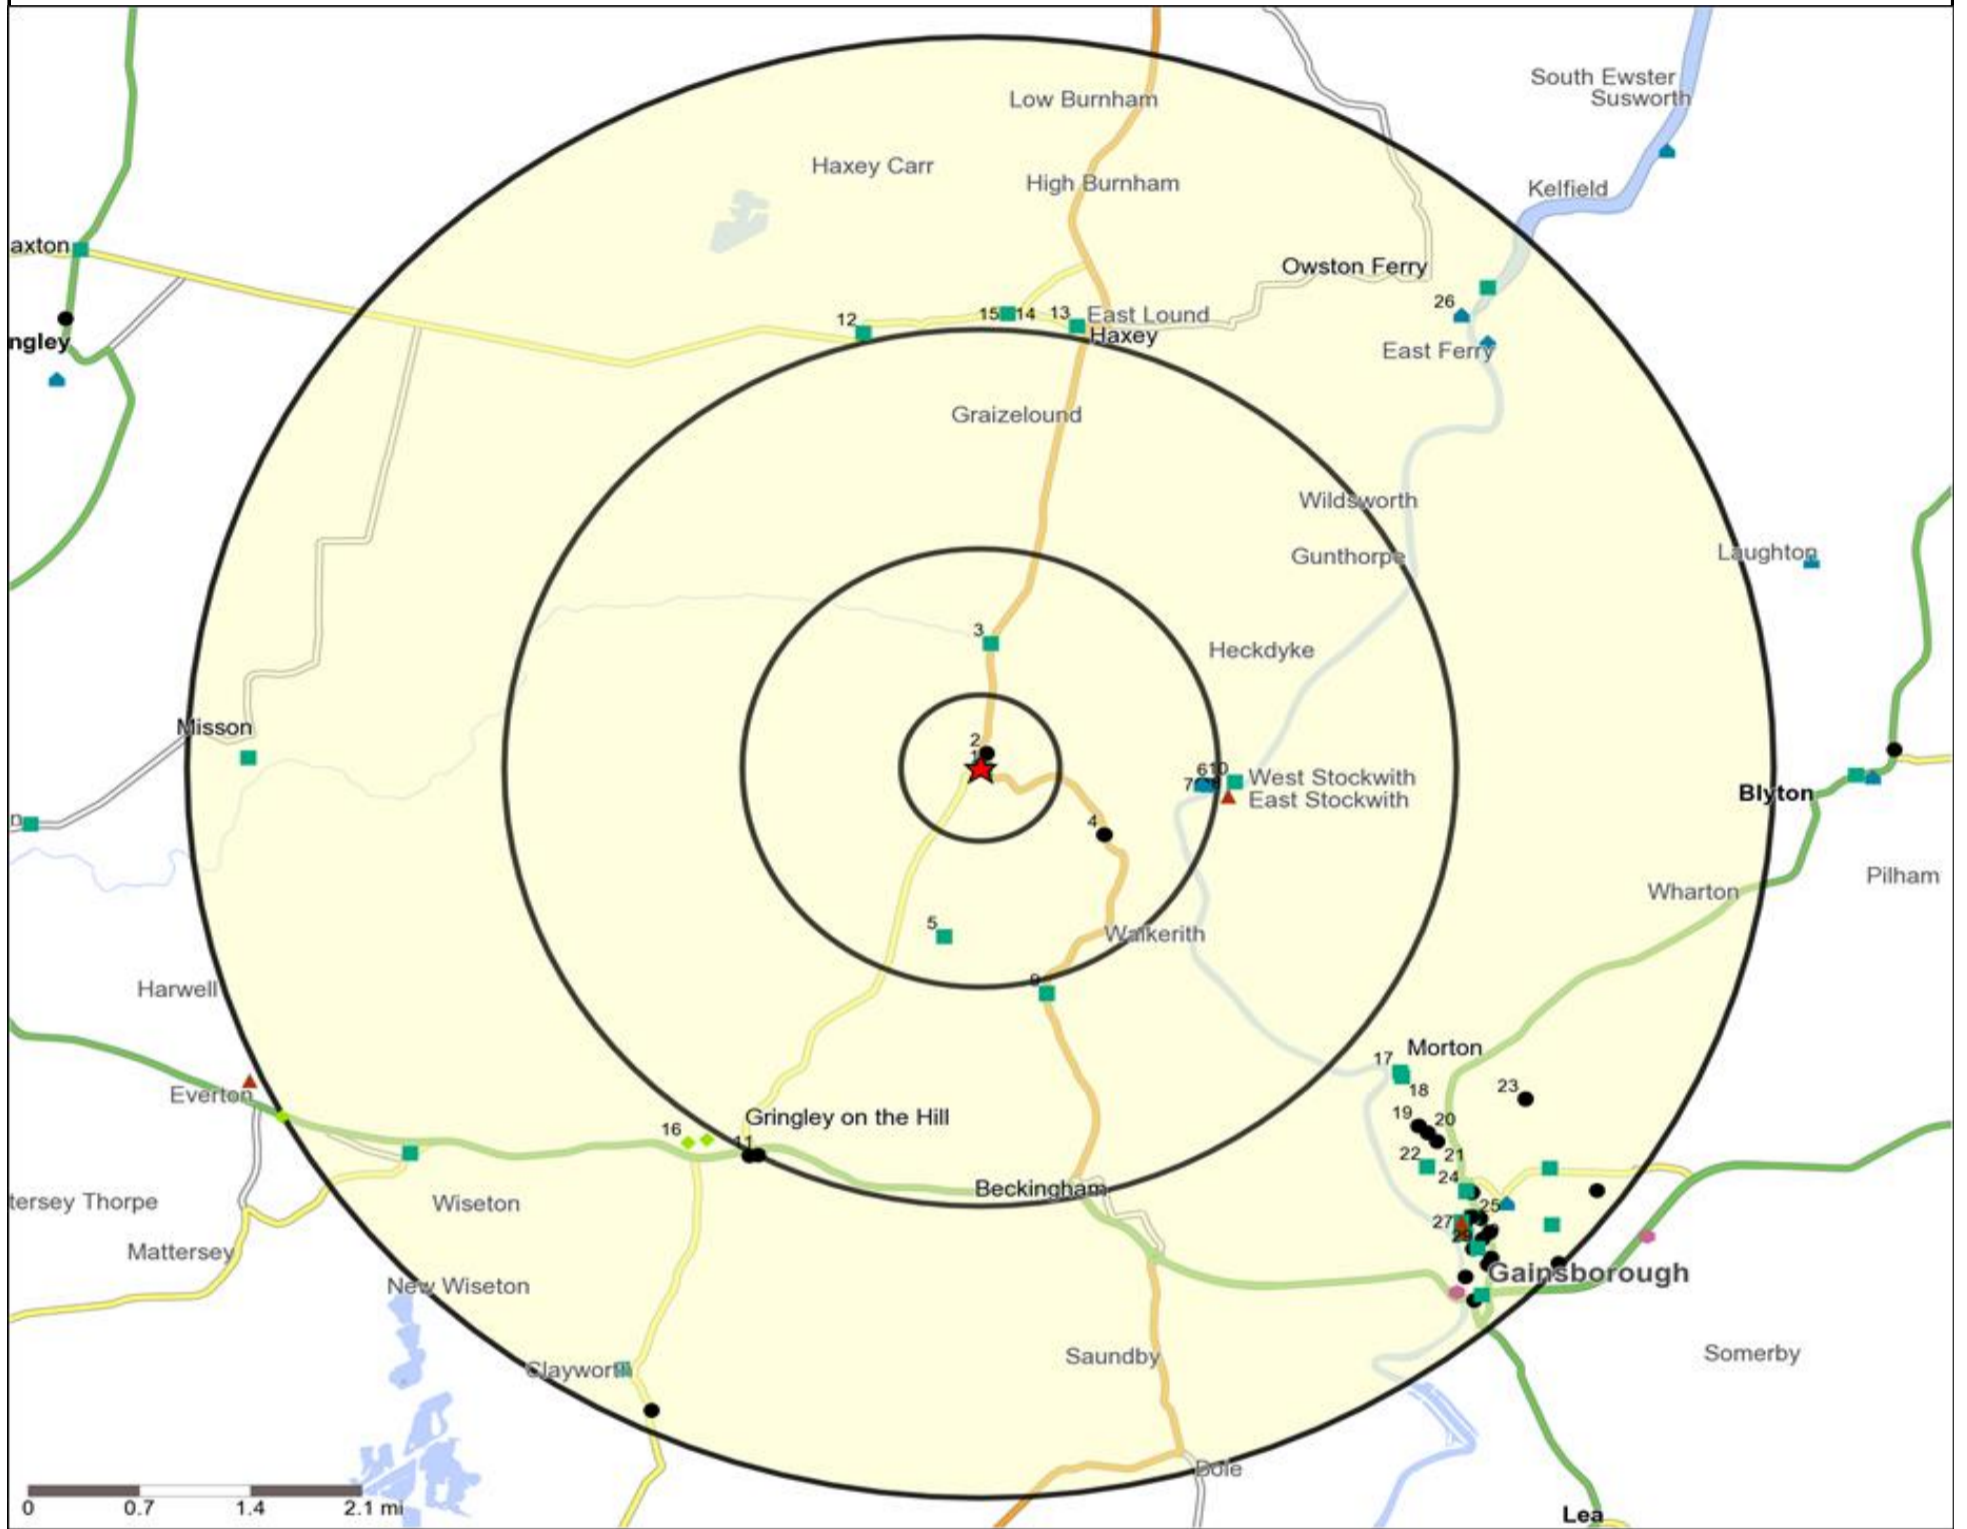 South Ewster
Low Burnham
Susworth
Haxey Carr
High Burnham
Kelfield
axton
Owston Ferry
26
12
15
14
13
East Lound
Haxey
ngley
East Ferry
Graizelound
Wildsworth
Gunthorpe
Laughton
3
Heckdyke
Misson
2
1
6
10
7
West Stockwith
East Stockwith
Blyton
n
4
Pilham
Wharton
5
Walkerith
9
Harwell
Morton
17
18
23
Everton
Gringley on the Hill
19
20
16
11
21
22
24
Beckingham
tersey Thorpe
Wiseton
25
27
29
Mattersey
Gainsborough
New Wiseton
Saundby
Somerby
Clayworth
Dole
0
0.7
1.4
2.1 mi
Lea